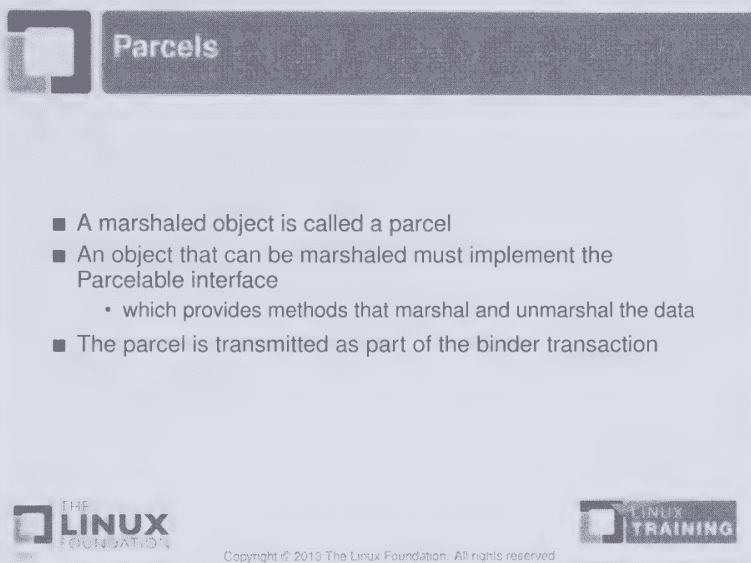 Parcels
A marshaled object is called a parcel
An object that can be marshaled must implement the
Parcelable interface
which provides methods that marshal and unmarshal the data
The parcel is transmitted as part of the binder transaction
THE
LINUX
FOUNDATION
LINUX
TRAINING
Copyright © 2013 The Linux Foundation. All rights reserved